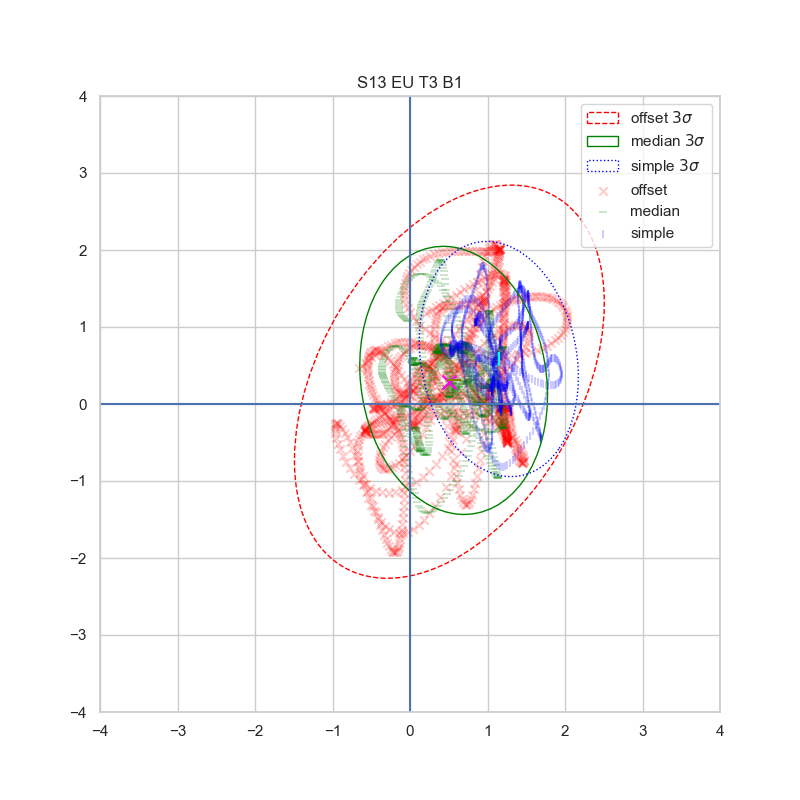 S13 EU T3 B1
offset 3σ
median 3σ
simple 3σ
offset
median
simple
4
3
2
1
0
−1
−2
−3
−4
−4 −3 −2 −1 0 1 2 3 4